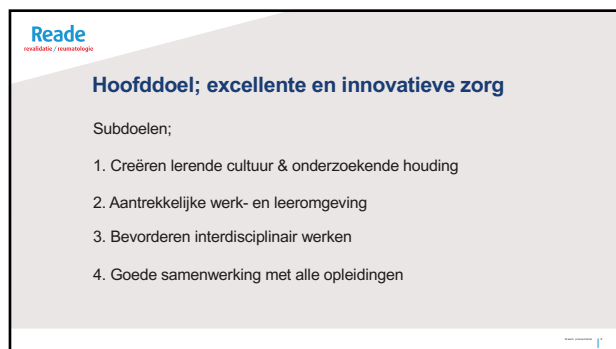 Reade
revalidatie / reumatologie
Hoofddoel; excellente en innovatieve zorg
Subdoelen;
1. Creëren lerende cultuur & onderzoekende houding
2. Aantrekkelijke werk- en leeromgeving
3. Bevorderen interdisciplinair werken
4. Goede samenwerking met alle opleidingen